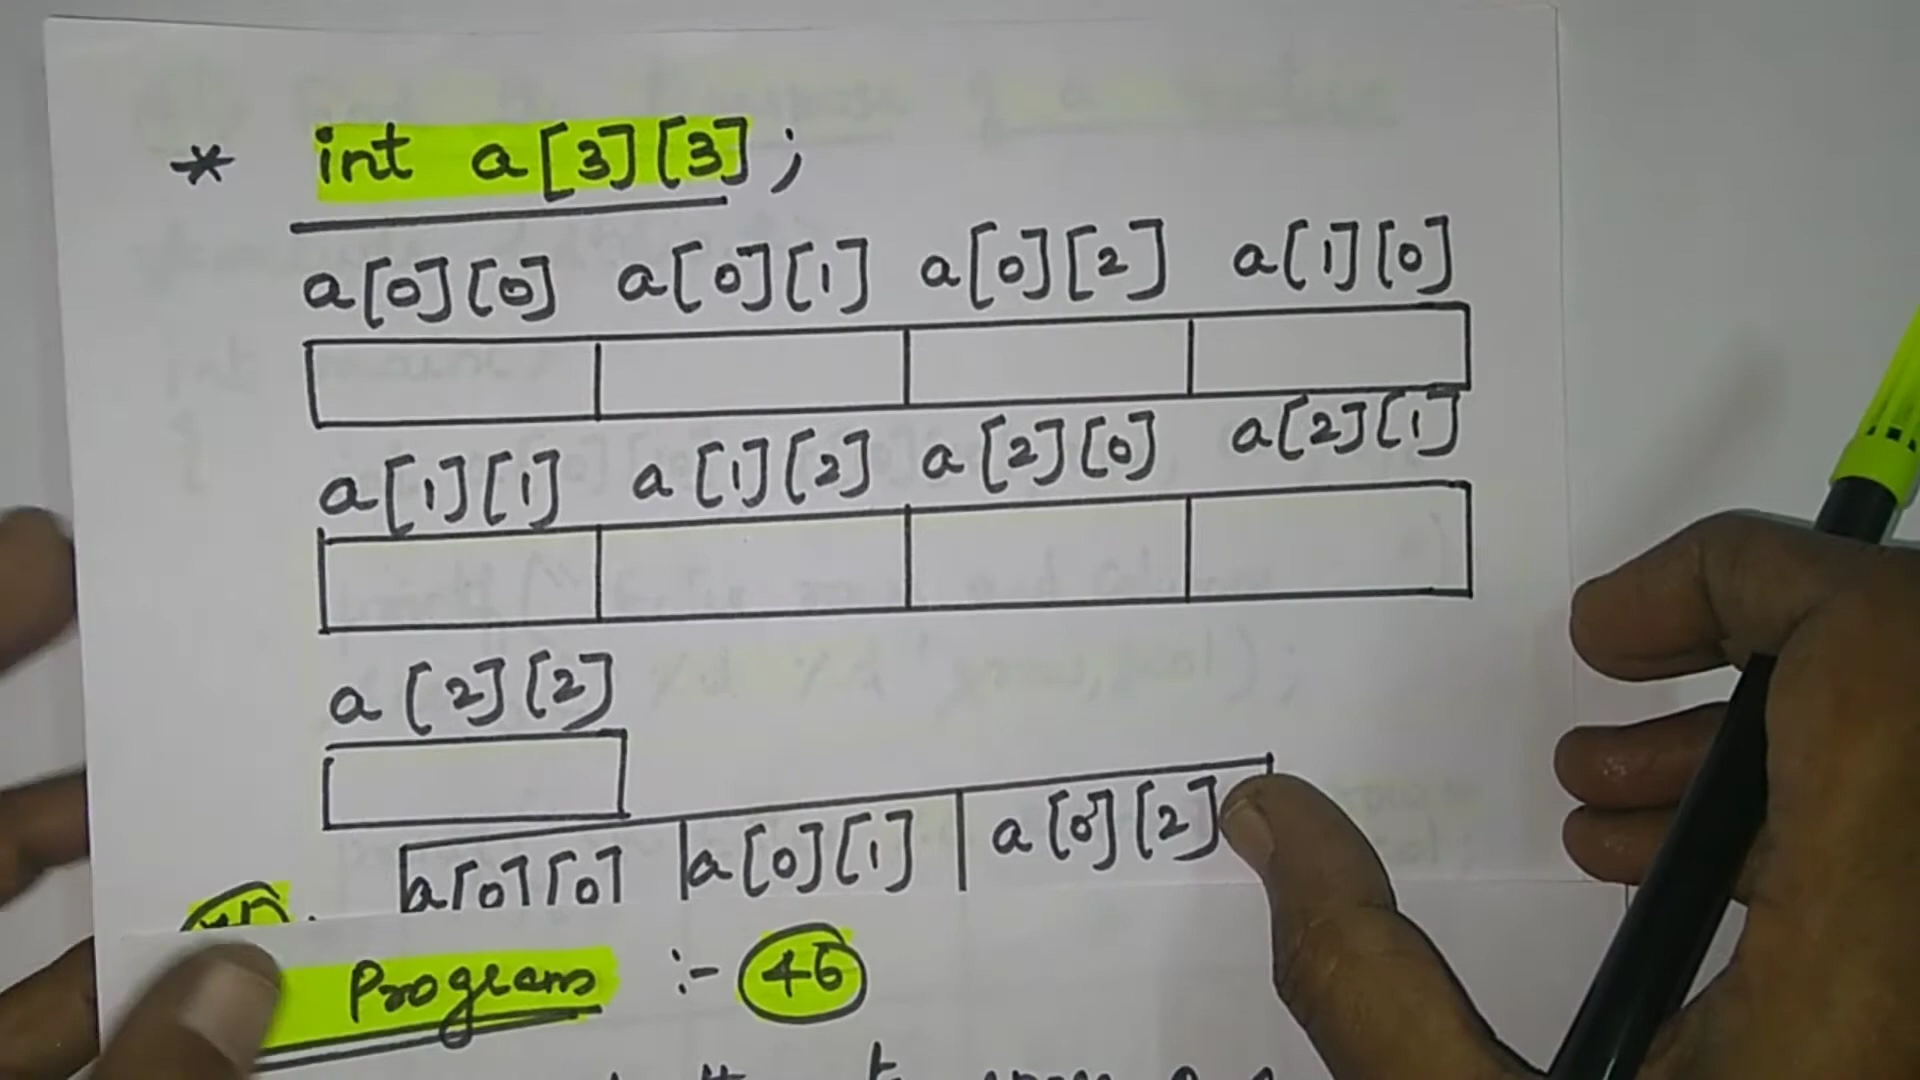 * int a[3][3];
a[0][0] a[0][1] a[0][2] a[1][0]
a[1][1] a[1][2] a[2][0] a[2][1]
a[2][2]
a[0][0] a[0][1] a[0][2]
Program :- 46